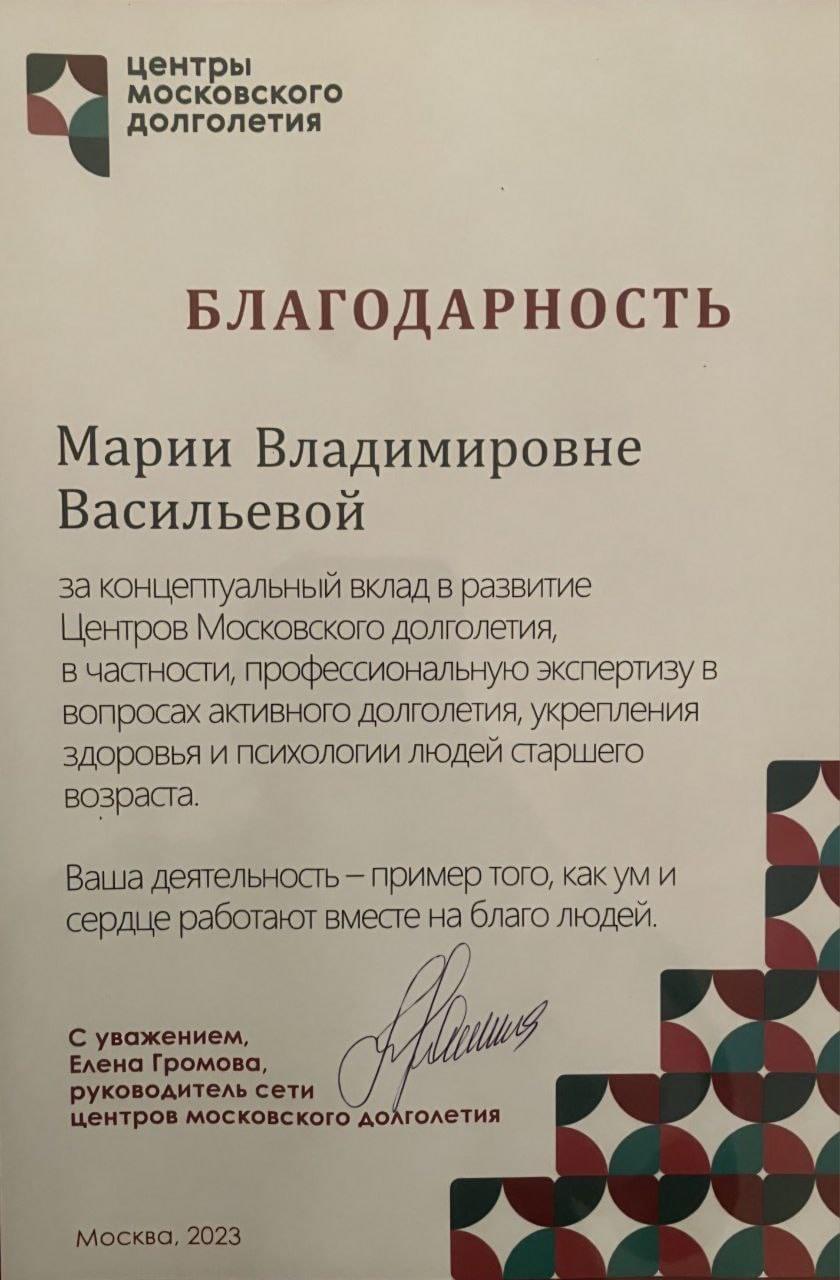 центры
московского
долголетия
БЛАГОДАРНОСТЬ
Марии Владимировне
Васильевой
за концептуальный вклад в развитие
Центров Московского долголетия,
в частности, профессиональную экспертизу в
вопросах активного долголетия, укрепления
здоровья и психологии людей старшего
возраста.
Ваша деятельность – пример того, как ум и
сердце работают вместе на благо людей.
С уважением,
Елена Громова,
руководитель сети
центров московского долголетия
Москва, 2023